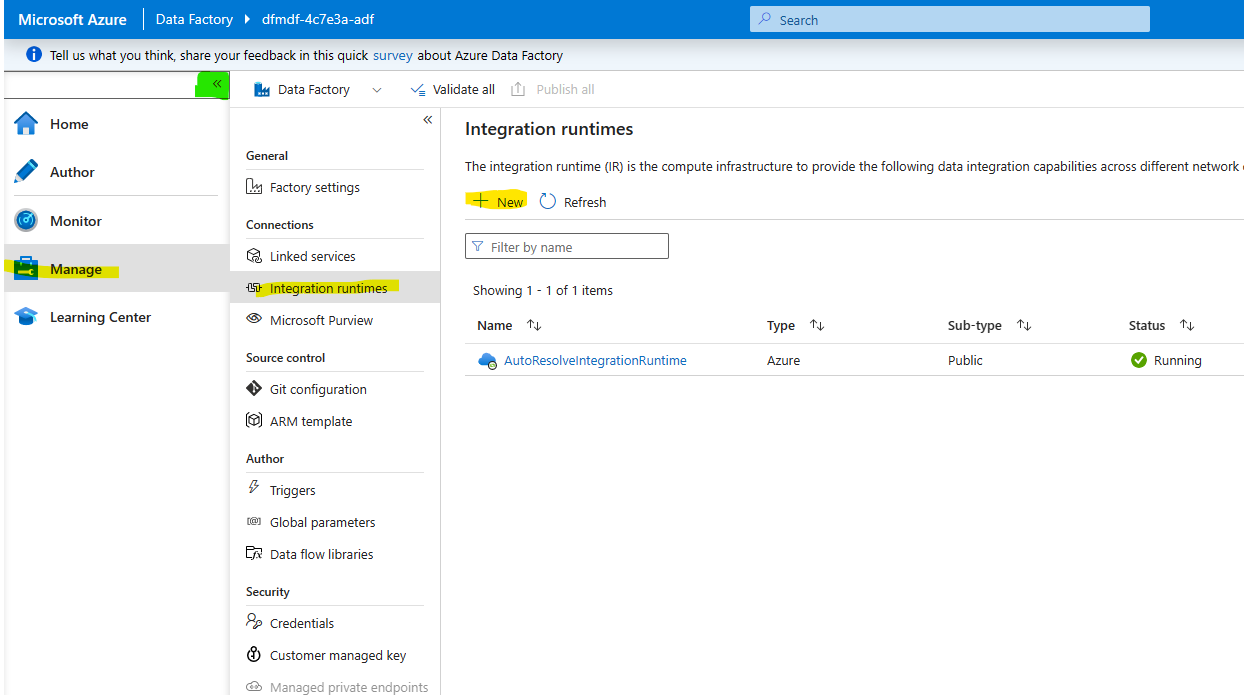 Microsoft Azure Data Factory dfmdf-4c7e3a-adf Search
Tell us what you think, share your feedback in this quick survey about Azure Data Factory
Data Factory Validate all Publish all
Home
Author
Monitor
Manage
Learning Center
General
Factory settings
Connections
Linked services
Integration runtimes
Microsoft Purview
Source control
Git configuration
ARM template
Author
Triggers
Global parameters
Data flow libraries
Security
Credentials
Customer managed key
Managed private endpoints
Integration runtimes
The integration runtime (IR) is the compute infrastructure to provide the following data integration capabilities across different network
New Refresh
Filter by name
Showing 1 - 1 of 1 items
Name Type Sub-type Status
AutoResolveIntegrationRuntime Azure Public Running